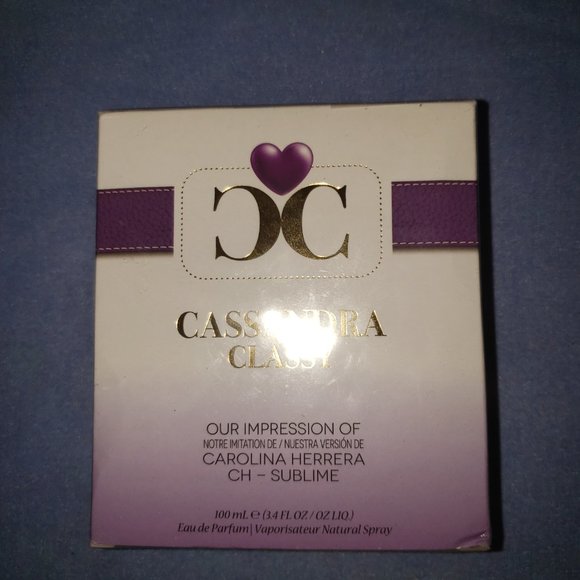 CC
CASSANDRA
CLASSY
OUR IMPRESSION OF
NOTRE IMITATION DE / NUESTRA VERSIÓN DE
CAROLINA HERRERA
CH – SUBLIME
100 mL ℮ (3.4 FL OZ / OZ LIQ.)
Eau de Parfum | Vaporisateur Natural Spray